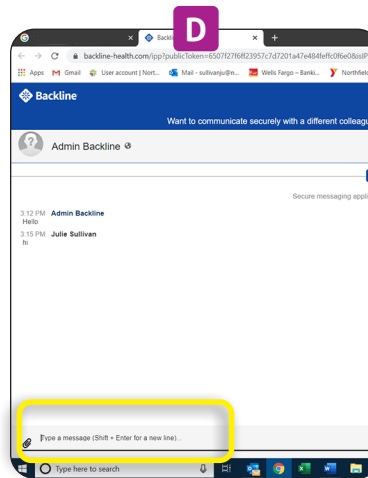 D
Backli
backline-health.com/ipp?publicToken=6507f27f6ff23957c7d7201a47e484feffc0f6e0&isIP
Apps Gmail User account | Nort... Mail - sullivanju@n... Wells Fargo – Banki... Northfield
Backline
Want to communicate securely with a different colleagu
Admin Backline
Secure messaging appli
3:12 PM Admin Backline
Hello
3:15 PM Julie Sullivan
hi
Type a message (Shift + Enter for a new line)...
Type here to search